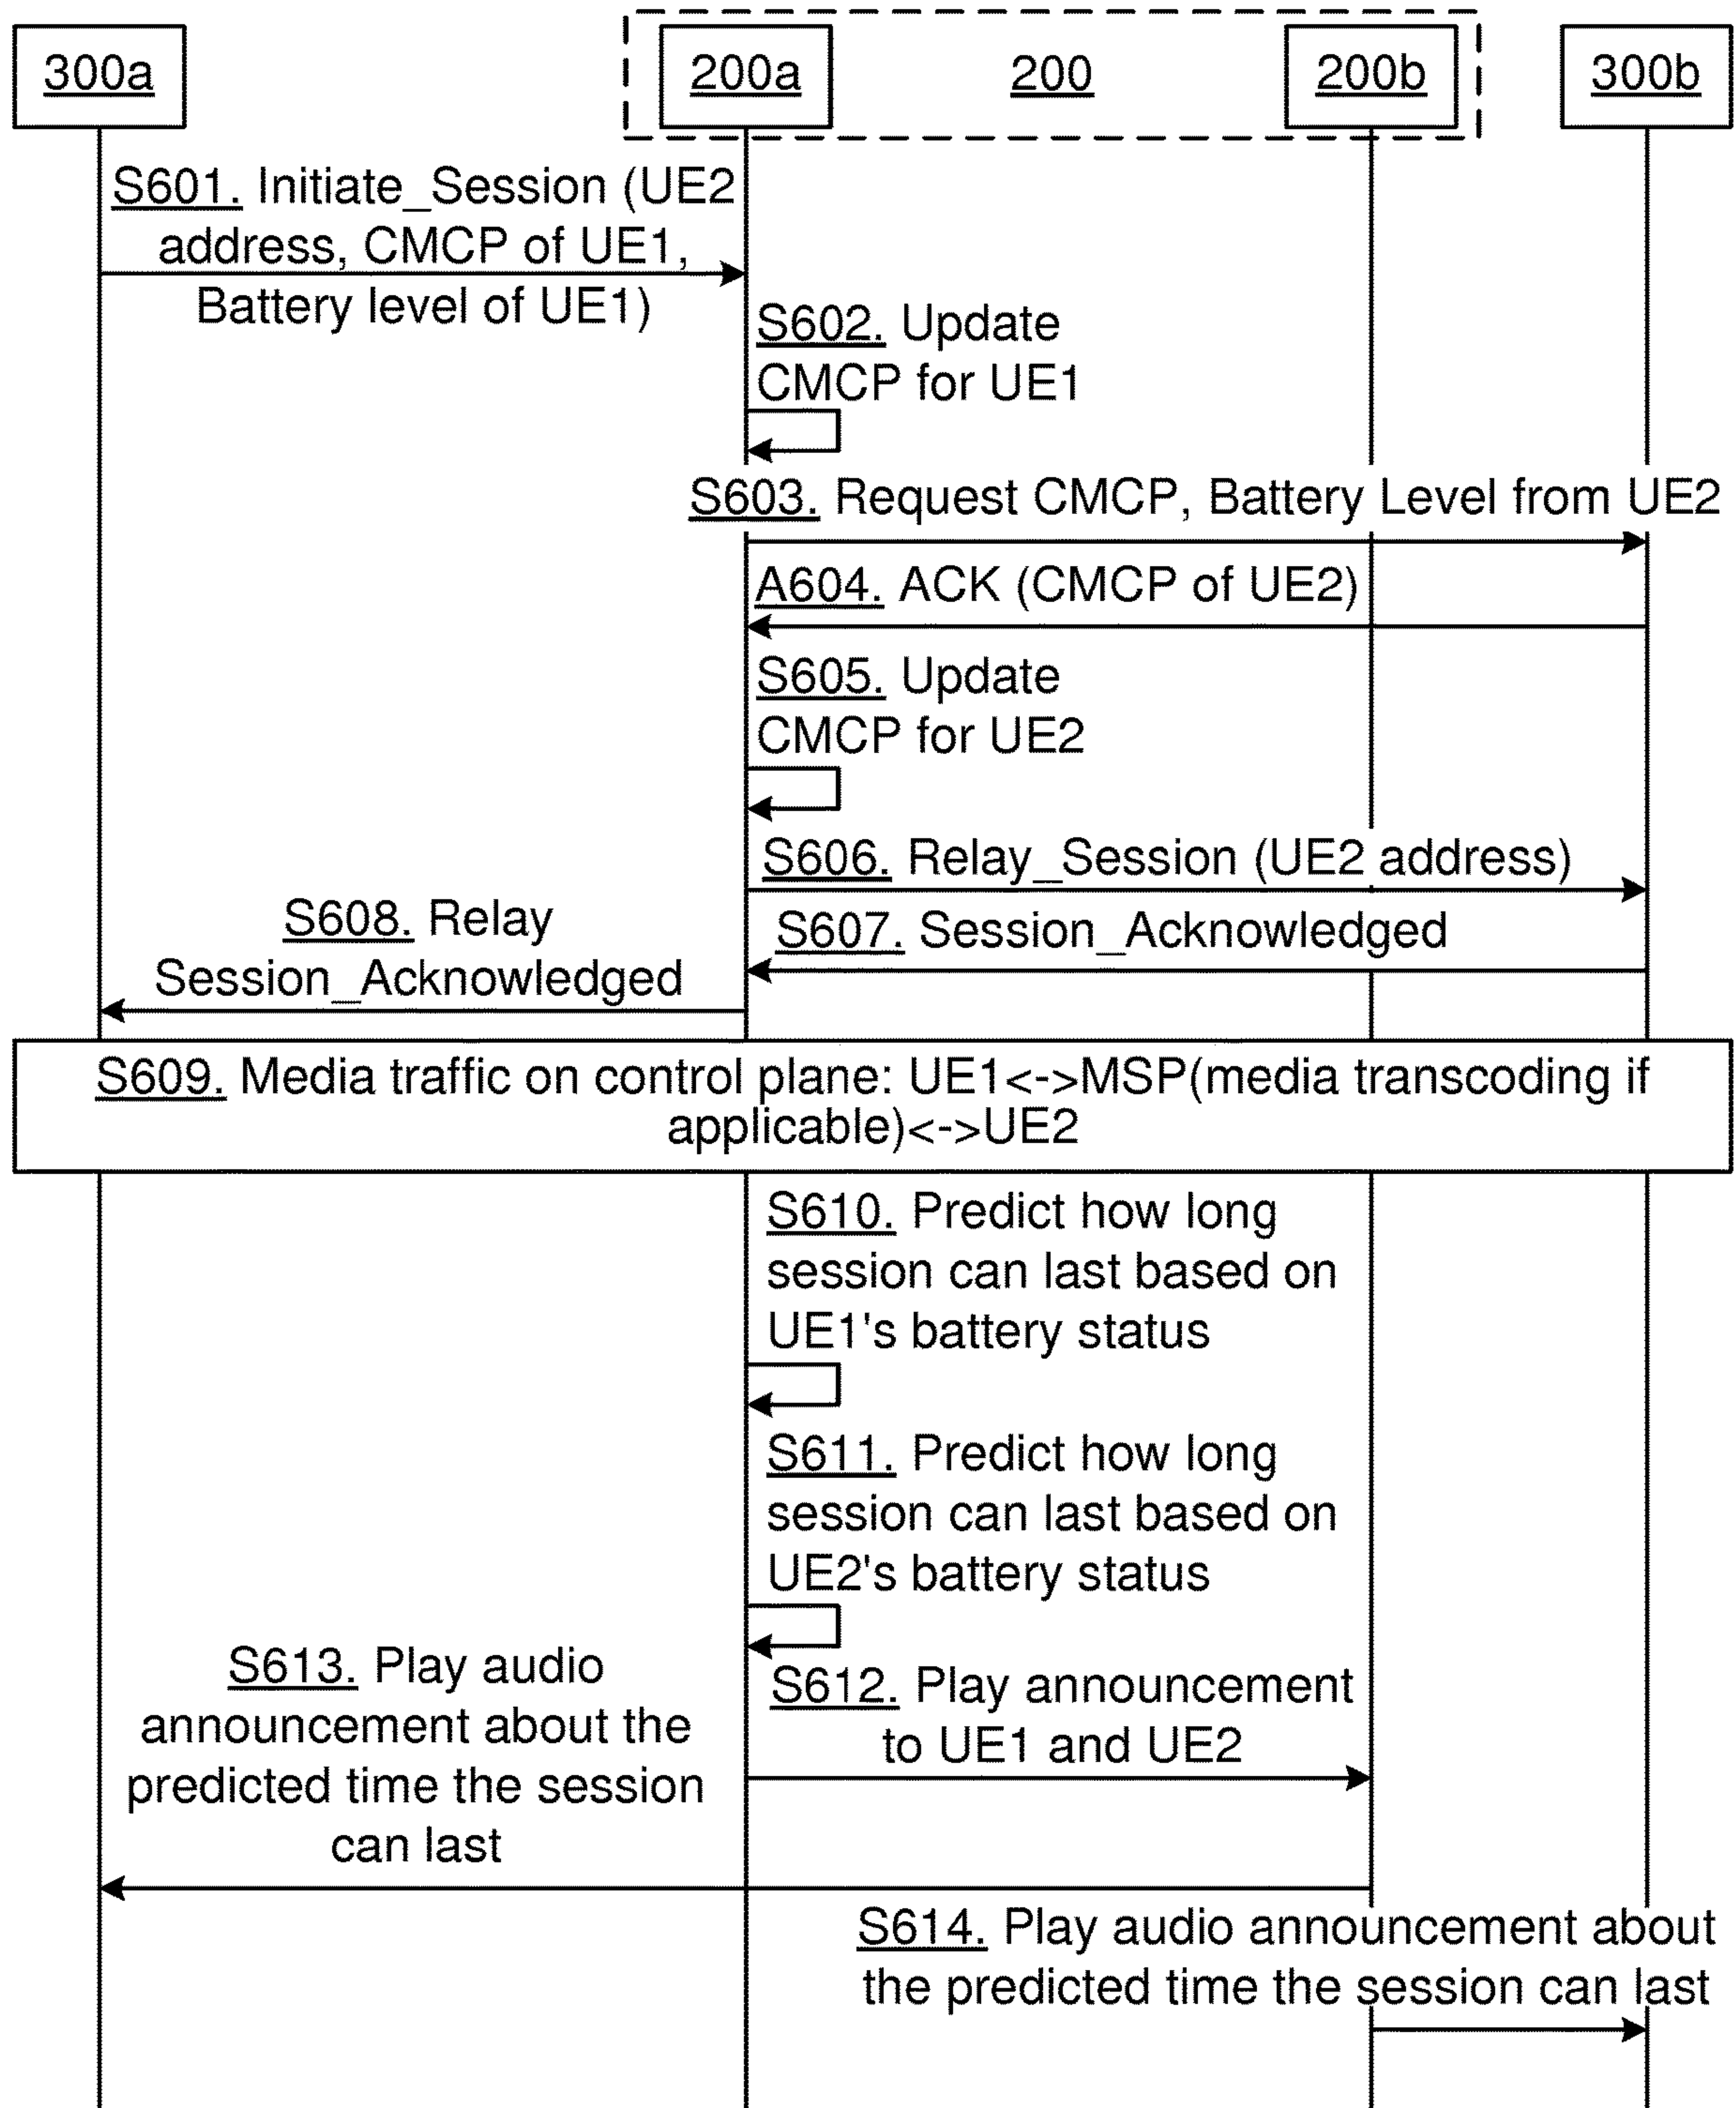 300a
200a
200
200b
300b
S601. Initiate_Session (UE2
address, CMCP of UE1,
Battery level of UE1)
S602. Update
CMCP for UE1
S603. Request CMCP, Battery Level from UE2
A604. ACK (CMCP of UE2)
S605. Update
CMCP for UE2
S606. Relay_Session (UE2 address)
S607. Session_Acknowledged
S608. Relay
Session_Acknowledged
S609. Media traffic on control plane: UE1<->MSP(media transcoding if
applicable)<->UE2
S610. Predict how long
session can last based on
UE1's battery status
S611. Predict how long
session can last based on
UE2's battery status
S612. Play announcement
to UE1 and UE2
S613. Play audio
announcement about the
predicted time the session
can last
S614. Play audio announcement about
the predicted time the session can last